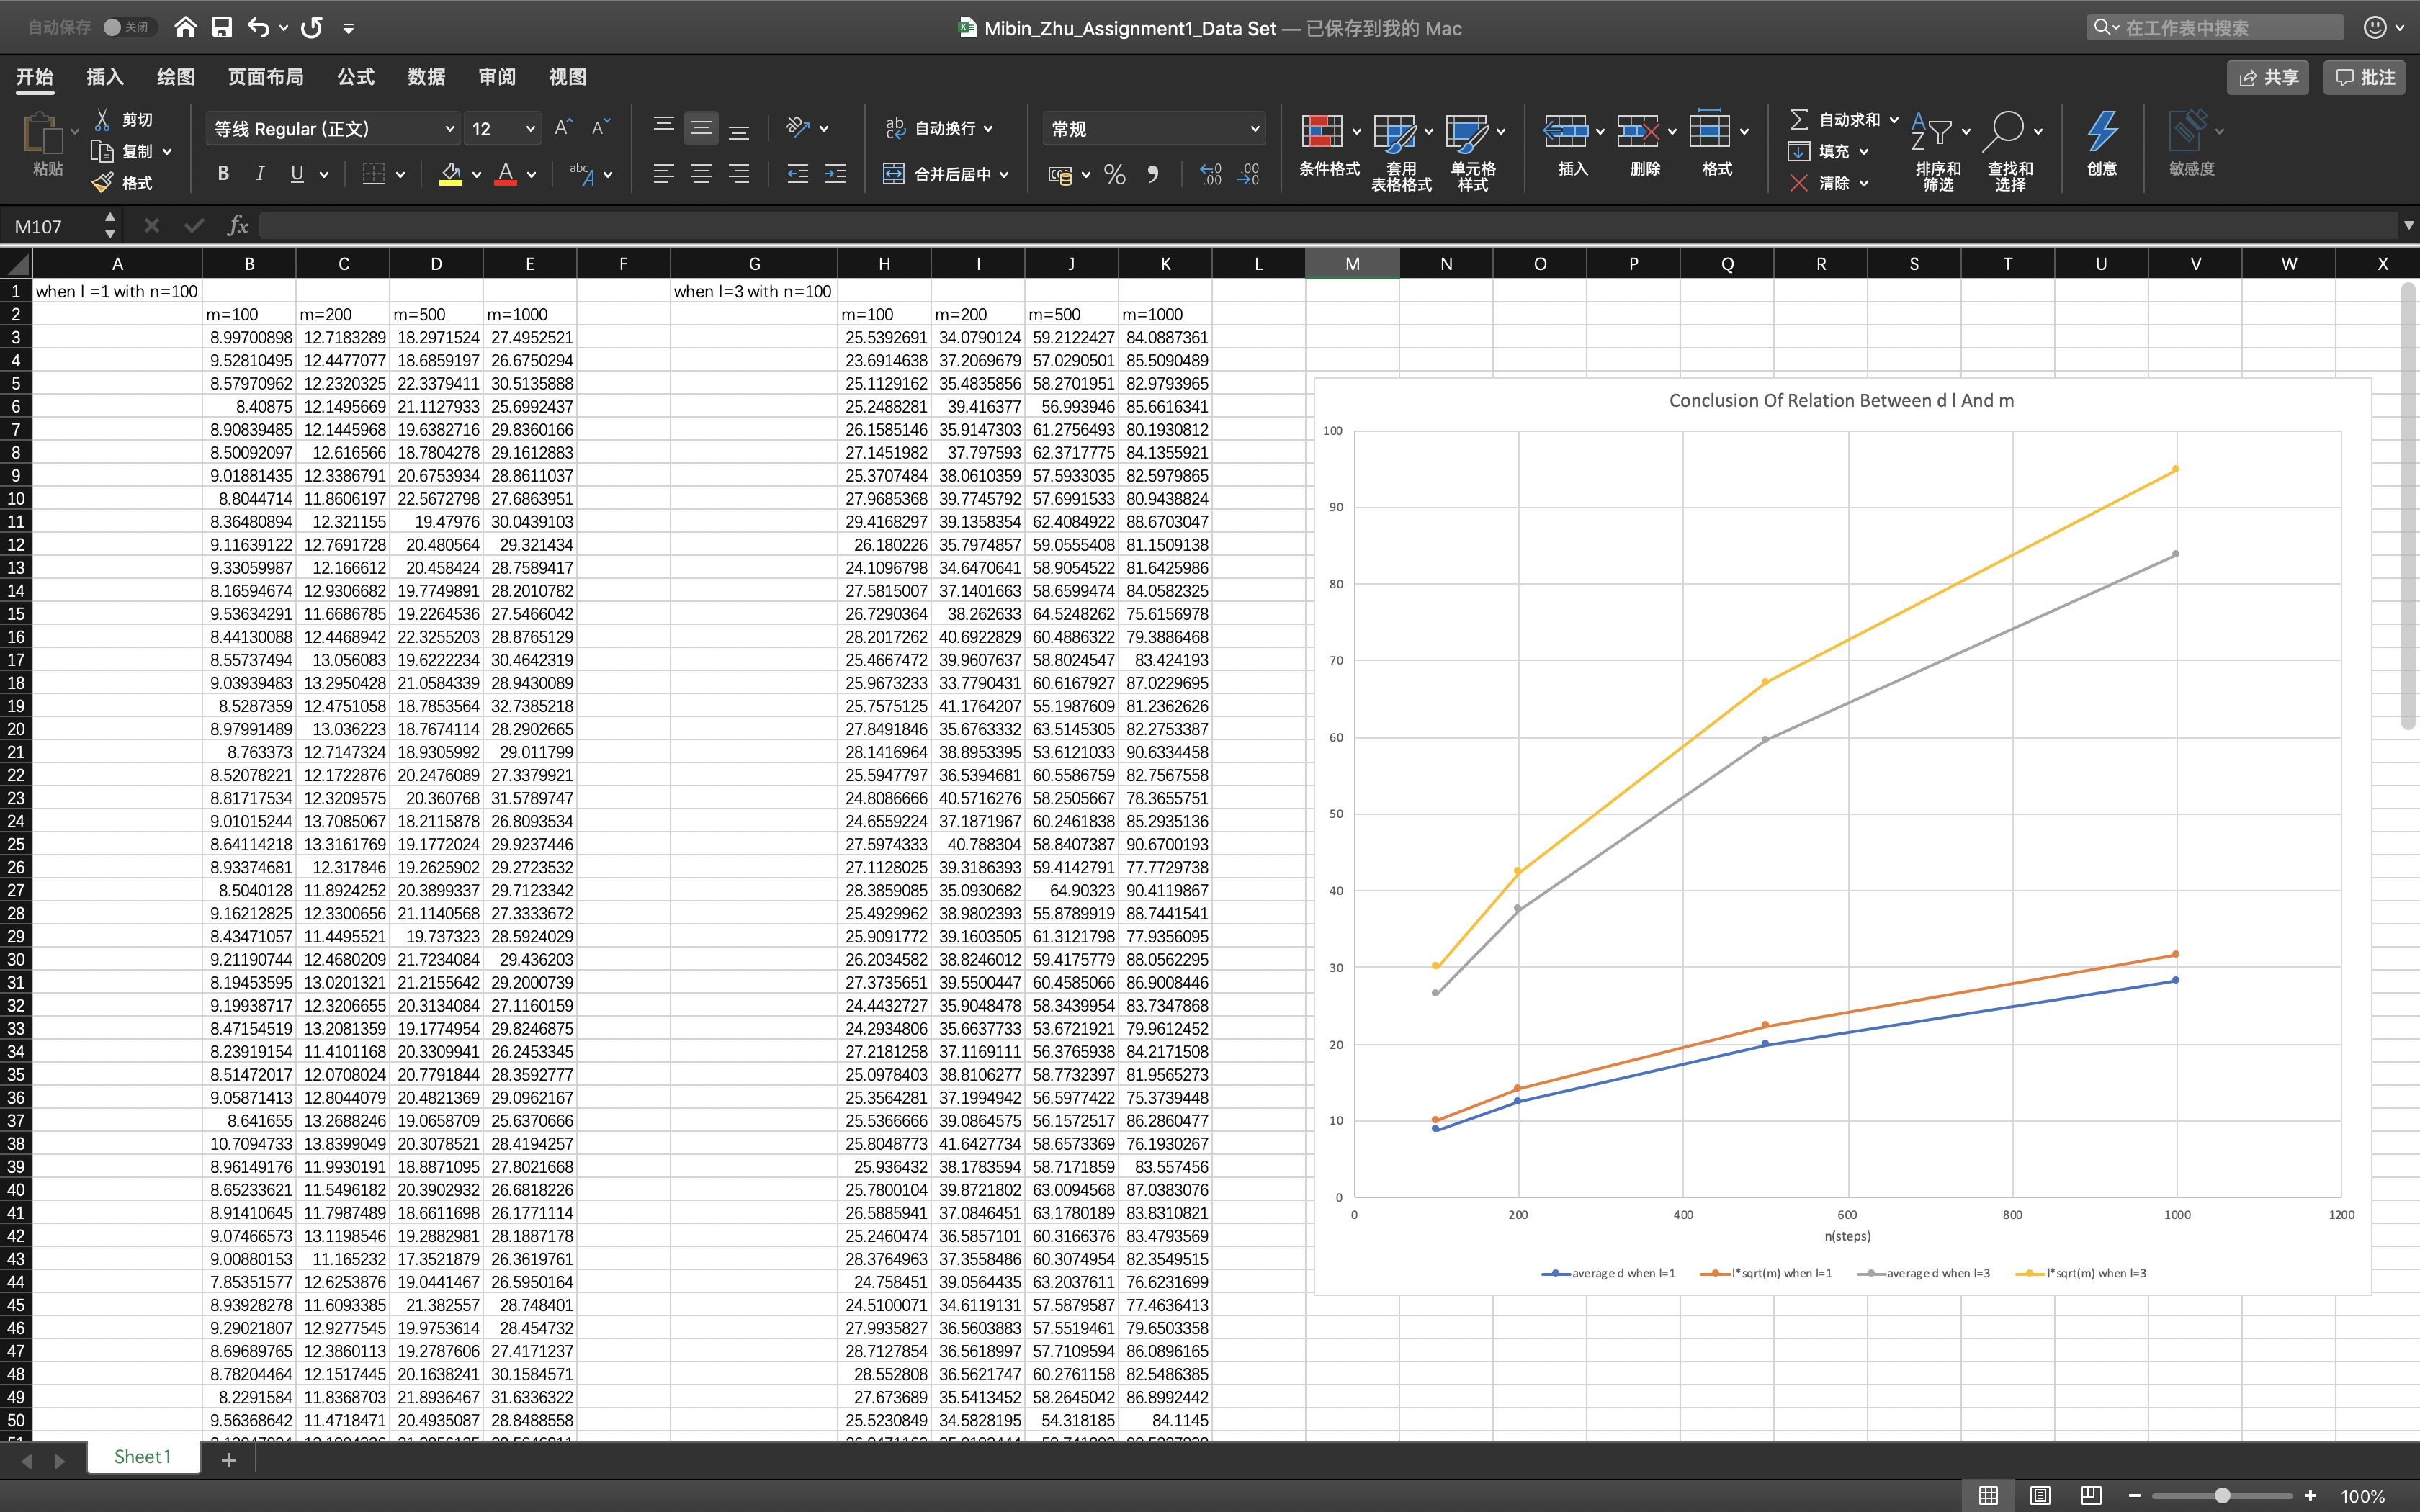 自动保存 关闭 Mibin_Zhu_Assignment1_Data Set — 已保存到我的 Mac 在工作表中搜索
开始 插入 绘图 页面布局 公式 数据 审阅 视图 共享 批注
剪切 等线 Regular (正文) 12 自动换行 常规 自动求和
粘贴 复制 条件格式 套用 表格格式 单元格 样式 插入 删除 格式 填充 排序和 筛选 查找和 选择 创意 敏感度
格式 B I U 合并后居中 清除
M107 fx
A B C D E F G H I J K L M N O P Q R S T U V W X
1 when l =1 with n=100 when l=3 with n=100
2 m=100 m=200 m=500 m=1000 m=100 m=200 m=500 m=1000
3 8.99700898 12.7183289 18.2971524 27.4952521 25.5392691 34.0790124 59.2122427 84.0887361
4 9.52810495 12.4477077 18.6859197 26.6750294 23.6914638 37.2069679 57.0290501 85.5090489
5 8.57970962 12.2320325 22.3379411 30.5135888 25.1129162 35.4835856 58.2701951 82.9793965
6 8.40875 12.1495669 21.1127933 25.6992437 25.2488281 39.416377 56.993946 85.6616341
7 8.90839485 12.1445968 19.6382716 29.8360166 26.1585146 35.9147303 61.2756493 80.1930812
8 8.50092097 12.616566 18.7804278 29.1612883 27.1451982 37.797593 62.3717775 84.1355921
9 9.01881435 12.3386791 20.6753934 28.8611037 25.3707484 38.0610359 57.5933035 82.5979865
10 8.8044714 11.8606197 22.5672798 27.6863951 27.9685368 39.7745792 57.6991533 80.9438824
11 8.36480894 12.321155 19.47976 30.0439103 29.4168297 39.1358354 62.4084922 88.6703047
12 9.11639122 12.7691728 20.480564 29.321434 26.180226 35.7974857 59.0555408 81.1509138
13 9.33059987 12.166612 20.458424 28.7589417 24.1096798 34.6470641 58.9054522 81.6425986
14 8.16594674 12.9306682 19.7749891 28.2010782 27.5815007 37.1401663 58.6599474 84.0582325
15 9.53634291 11.6686785 19.2264536 27.5466042 26.7290364 38.262633 64.5248262 75.6156978
16 8.44130088 12.4468942 22.3255203 28.8765129 28.2017262 40.6922829 60.4886322 79.3886468
17 8.55737494 13.056083 19.6222234 30.4642319 25.4667472 39.9607637 58.8024547 83.424193
18 9.03939483 13.2950428 21.0584339 28.9430089 25.9673233 33.7790431 60.6167927 87.0229695
19 8.5287359 12.4751058 18.7853564 32.7385218 25.7575125 41.1764207 55.1987609 81.2362626
20 8.97991489 13.036223 18.7674114 28.2902665 27.8491846 35.6763332 63.5145305 82.2753387
21 8.763373 12.7147324 18.9305992 29.011799 28.1416964 38.8953395 53.6121033 90.6334458
22 8.52078221 12.1722876 20.2476089 27.3379921 25.5947797 36.5394681 60.5586759 82.7567558
23 8.81717534 12.3209575 20.360768 31.5789747 24.8086666 40.5716276 58.2505667 78.3655751
24 9.01015244 13.7085067 18.2115878 26.8093534 24.6559224 37.1871967 60.2461838 85.2935136
25 8.64114218 13.3161769 19.1772024 29.9237446 27.5974333 40.788304 58.8407387 90.6700193
26 8.93374681 12.317846 19.2625902 29.2723532 27.1128025 39.3186393 59.4142791 77.7729738
27 8.5040128 11.8924252 20.3899337 29.7123342 28.3859085 35.0930682 64.90323 90.4119867
28 9.16212825 12.3300656 21.1140568 27.3333672 25.4929962 38.9802393 55.8789919 88.7441541
29 8.43471057 11.4495521 19.737323 28.5924029 25.9091772 39.1603505 61.3121798 77.9356095
30 9.21190744 12.4680209 21.7234084 29.436203 26.2034582 38.8246012 59.4175779 88.0562295
31 8.19453595 13.0201321 21.2155642 29.2000739 27.3735651 39.5500447 60.4585066 86.9008446
32 9.19938717 12.3206655 20.3134084 27.1160159 24.4432727 35.9048478 58.3439954 83.7347868
33 8.47154519 13.2081359 19.1774954 29.8246875 24.2934806 35.6637733 53.6721921 79.9612452
34 8.23919154 11.4101168 20.3309941 26.2453345 27.2181258 37.1169111 56.3765938 84.2171508
35 8.51472017 12.0708024 20.7791844 28.3592777 25.0978403 38.8106277 58.7732397 81.9565273
36 9.05871413 12.8044079 20.4821369 29.0962167 25.3564281 37.1994942 56.5977422 75.3739448
37 8.641655 13.2688246 19.0658709 25.6370666 25.5366666 39.0864575 56.1572517 86.2860477
38 10.7094733 13.8399049 20.3078521 28.4194257 25.8048773 41.6427734 58.6573369 76.1930267
39 8.96149176 11.9930191 18.8871095 27.8021668 25.936432 38.1783594 58.7171859 83.557456
40 8.65233621 11.5496182 20.3902932 26.6818226 25.7800104 39.8721802 63.0094568 87.0383076
41 8.91410645 11.7987489 18.6611698 26.1771114 26.5885941 37.0846451 63.1780189 83.8310821
42 9.07466573 13.1198546 19.2882981 28.1887178 25.2460474 36.5857101 60.3166376 83.4793569
43 9.00880153 11.165232 17.3521879 26.3619761 28.3764963 37.3558486 60.3074954 82.3549515
44 7.85351577 12.6253876 19.0441467 26.5950164 24.758451 39.0564435 63.2037611 76.6231699
45 8.93928278 11.6093385 21.382557 28.748401 24.5100071 34.6119131 57.5879587 77.4636413
46 9.29021807 12.9277545 19.9753614 28.454732 27.9935827 36.5603883 57.5519461 79.6503358
47 8.69689765 12.3860113 19.2787606 27.4171237 28.7127854 36.5618997 57.7109594 86.0896165
48 8.78204464 12.1517445 20.1638241 30.1584571 28.552808 36.5621747 60.2761158 82.5486385
49 8.2291584 11.8368703 21.8936467 31.6336322 27.673689 35.5413452 58.2645042 86.8992442
50 9.56368642 11.4718471 20.4935087 28.8488558 25.5230849 34.5828195 54.318185 84.1145
Conclusion Of Relation Between d l And m
100
90
80
70
60
50
40
30
20
10
0
0 200 400 600 800 1000 1200
n(steps)
average d when l=1 l*sqrt(m) when l=1 average d when l=3 l*sqrt(m) when l=3
Sheet1 +
100%